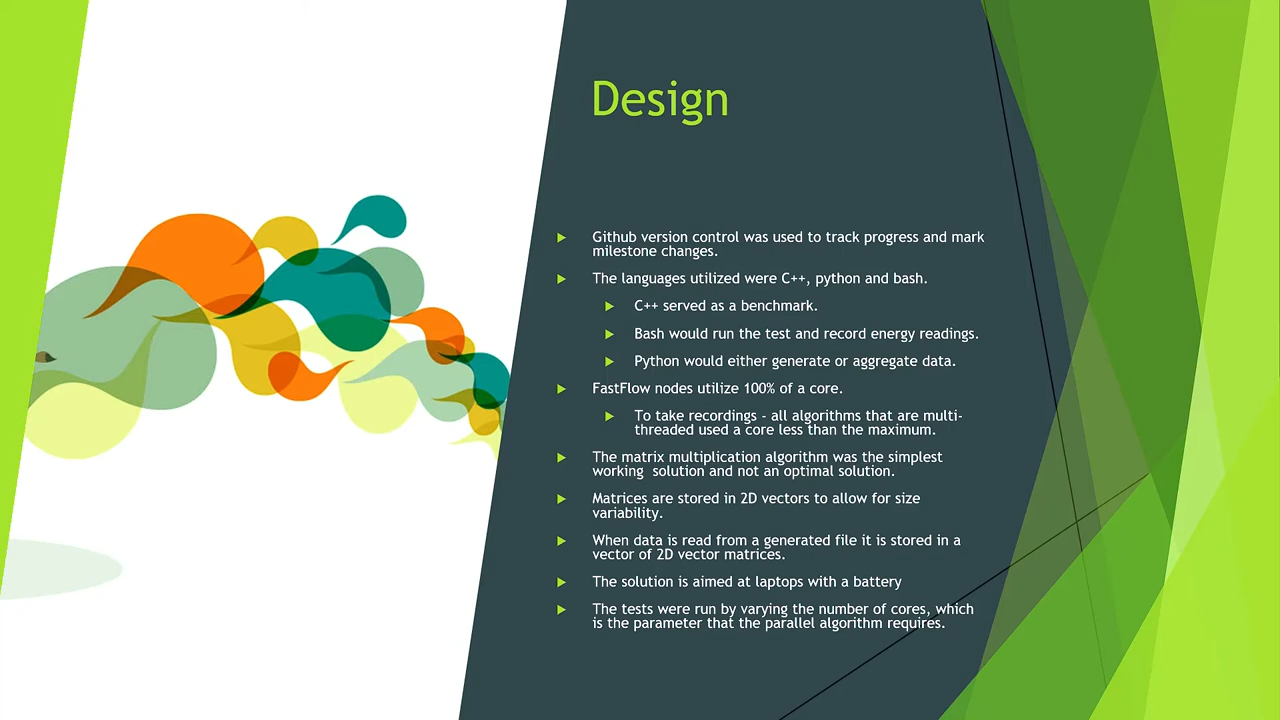 Design
Github version control was used to track progress and mark
milestone changes.
The languages utilized were C++, python and bash.
C++ served as a benchmark.
Bash would run the test and record energy readings.
Python would either generate or aggregate data.
FastFlow nodes utilize 100% of a core.
To take recordings - all algorithms that are multi-
threaded used a core less than the maximum.
The matrix multiplication algorithm was the simplest
working  solution and not an optimal solution.
Matrices are stored in 2D vectors to allow for size
variability.
When data is read from a generated file it is stored in a
vector of 2D vector matrices.
The solution is aimed at laptops with a battery
The tests were run by varying the number of cores, which
is the parameter that the parallel algorithm requires.